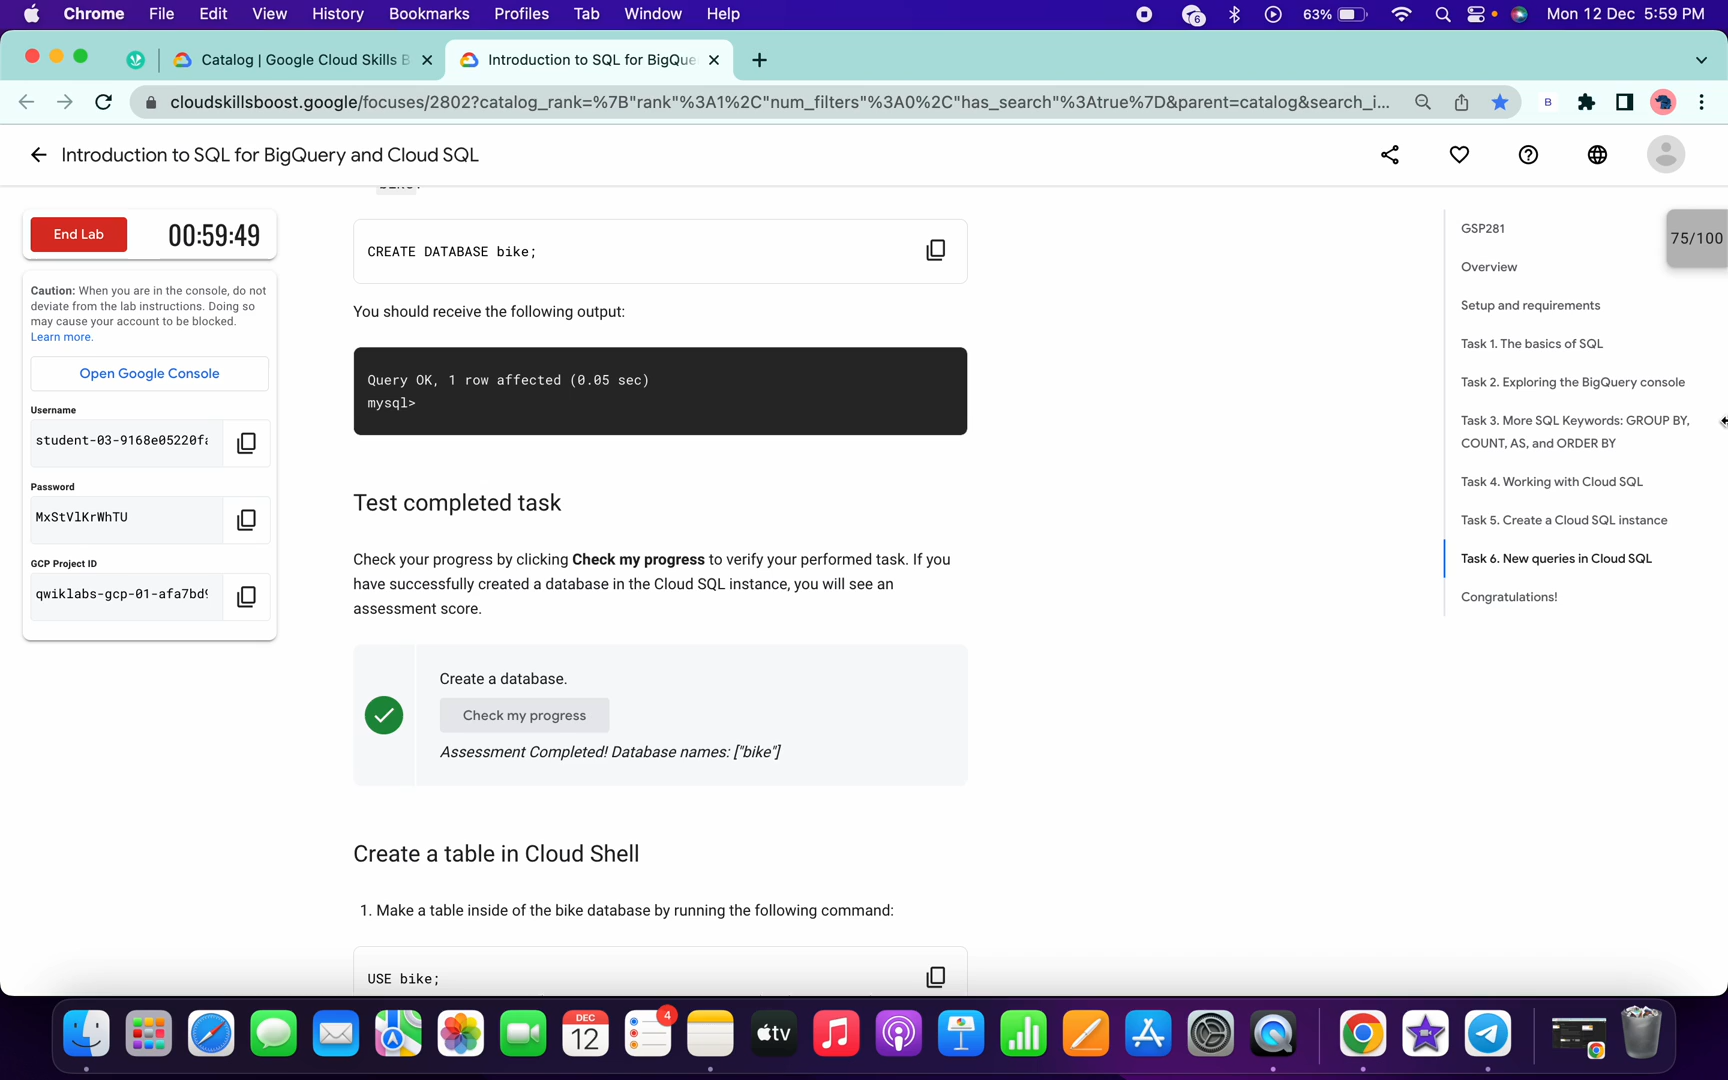 Chrome File Edit View History Bookmarks Profiles Tab Window Help
6
63%
Mon 12 Dec 5:59 PM
Catalog | Google Cloud Skills B
Introduction to SQL for BigQue
cloudskillsboost.google/focuses/2802?catalog_rank=%7B"rank"%3A1%2C"num_filters"%3A0%2C"has_search"%3Atrue%7D&parent=catalog&search_i...
B
Introduction to SQL for BigQuery and Cloud SQL
End Lab
00:59:49
Caution: When you are in the console, do not
deviate from the lab instructions. Doing so
may cause your account to be blocked.
Learn more.
Open Google Console
Username
student-03-9168e05220fa
Password
MxStVlKrWhTU
GCP Project ID
qwiklabs-gcp-01-afa7bd9
bike:
CREATE DATABASE bike;
You should receive the following output:
Query OK, 1 row affected (0.05 sec)
mysql>
Test completed task
Check your progress by clicking Check my progress to verify your performed task. If you
have successfully created a database in the Cloud SQL instance, you will see an
assessment score.
Create a database.
Check my progress
Assessment Completed! Database names: ["bike"]
Create a table in Cloud Shell
1. Make a table inside of the bike database by running the following command:
USE bike;
GSP281
75/100
Overview
Setup and requirements
Task 1. The basics of SQL
Task 2. Exploring the BigQuery console
Task 3. More SQL Keywords: GROUP BY,
COUNT, AS, and ORDER BY
Task 4. Working with Cloud SQL
Task 5. Create a Cloud SQL instance
Task 6. New queries in Cloud SQL
Congratulations!
DEC
12
4
tv